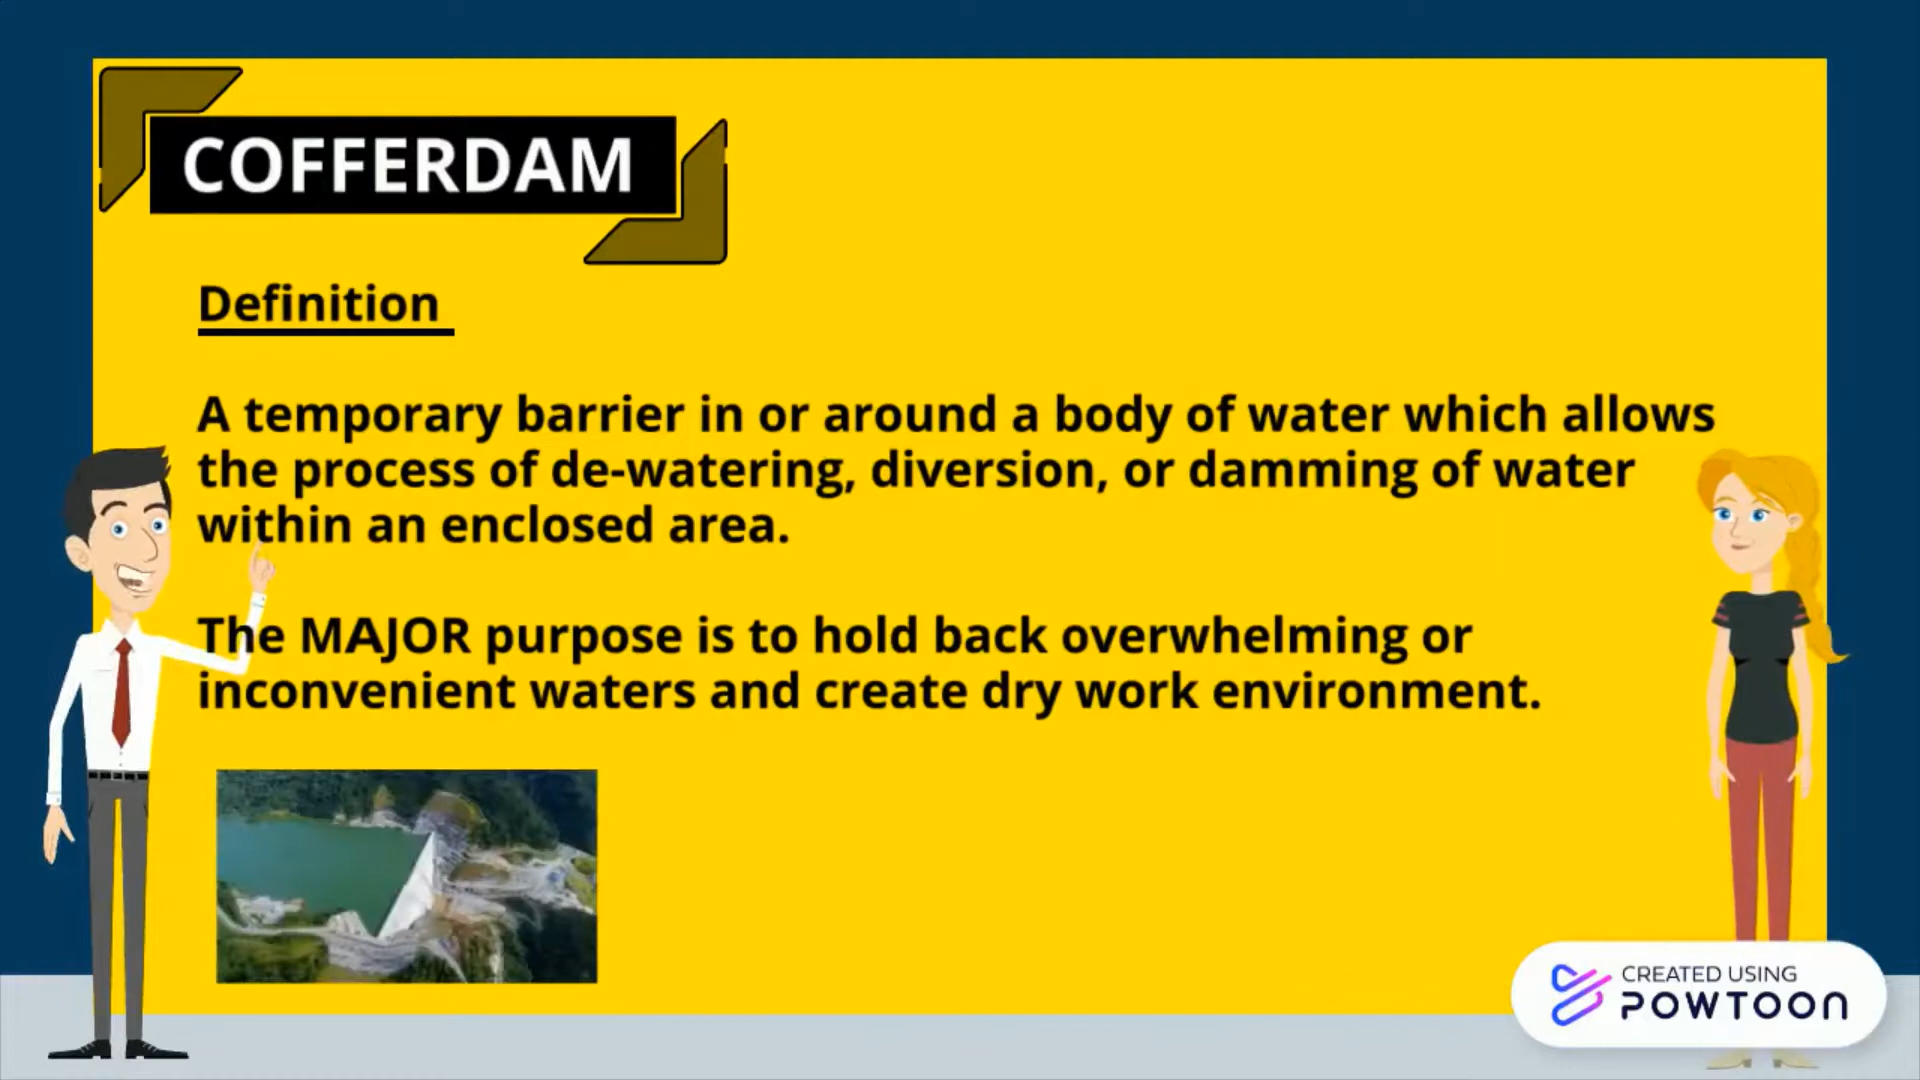 COFFERDAM
Definition
A temporary barrier in or around a body of water which allows
the process of de-watering, diversion, or damming of water
within an enclosed area.
The MAJOR purpose is to hold back overwhelming or
inconvenient waters and create dry work environment.
CREATED USING
POWTOON